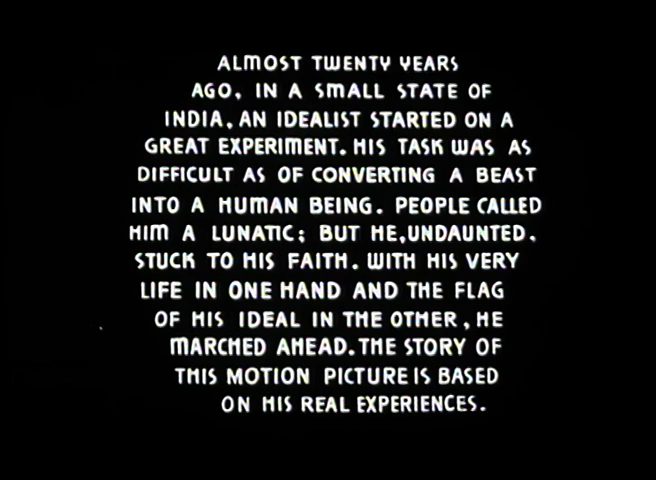 ALMOST TWENTY YEARS
AGO, IN A SMALL STATE OF
INDIA, AN IDEALIST STARTED ON A
GREAT EXPERIMENT. HIS TASK WAS AS
DIFFICULT AS OF CONVERTING A BEAST
INTO A HUMAN BEING. PEOPLE CALLED
HIM A LUNATIC; BUT HE, UNDAUNTED,
STUCK TO HIS FAITH. WITH HIS VERY
LIFE IN ONE HAND AND THE FLAG
OF HIS IDEAL IN THE OTHER, HE
MARCHED AHEAD. THE STORY OF
THIS MOTION PICTURE IS BASED
ON HIS REAL EXPERIENCES.